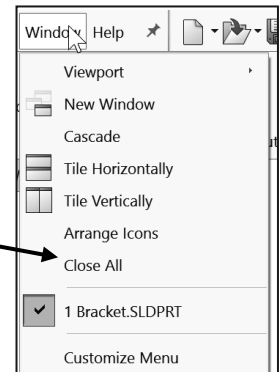 Window Help
Viewport
New Window
Cascade
Tile Horizontally
Tile Vertically
Arrange Icons
Close All
1 Bracket.SLDPRT
Customize Menu